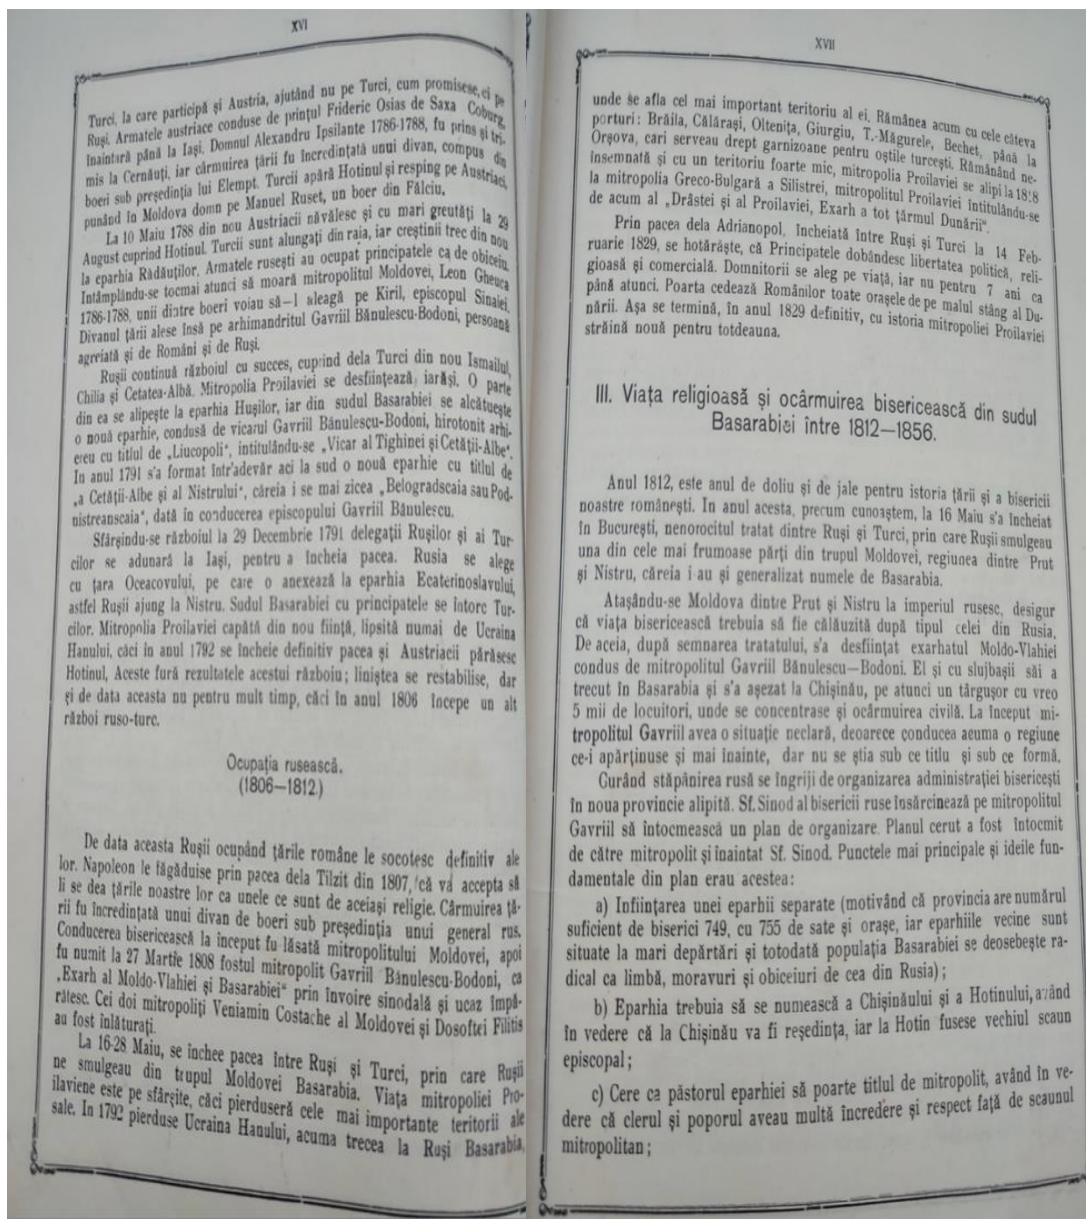 XVI
Turci, la care participă și Austria, ajutând nu pe Turci, cum promisese, ci pe
Ruși. Armatele austriace conduse de prințul Frideric Osias de Saxa Coburg,
înaintară până la Iași. Domnul Alexandru Ipsilante 1786-1788, fu prins și tri-
mis la Cernăuți, iar cârmuirea țării fu încredințată unui divan, compus din
boeri sub președinția lui Elempt. Turcii apără Hotinul și resping pe Austriaci,
punând în Moldova domn pe Manuel Ruset, un boer din Fălciu.
La 10 Maiu 1788 din nou Austriacii năvălesc și cu mari greutăți la 29
August cuprind Hotinul. Turcii sunt alungați din raia, iar creștinii trec din nou
la eparhia Rădăuților. Armatele rusești au ocupat principatele ca de obiceiu.
Intâmplându-se tocmai atunci să moară mitropolitul Moldovei, Leon Gheuca
1786-1788, unii dintre boeri voiau să-l aleagă pe Kiril, episcopul Sinaiei.
Divanul țării alese însă pe arhimandritul Gavriil Bănulescu-Bodoni, persoană
agreiată și de Români și de Ruși.
Rușii continuă războiul cu succes, cuprind dela Turci din nou Ismailul,
Chilia și Cetatea-Albă. Mitropolia Proilaviei se desființează iarăși. O parte
din ea se alipește la eparhia Hușilor, iar din sudul Basarabiei se alcătuește
o nouă eparhie, condusă de vicarul Gavriil Bănulescu-Bodoni, hirotonit arhi-
ereu cu titlul de „Liucopoli“, intitulându-se „Vicar al Tighinei și Cetății-Albe“.
In anul 1791 s'a format într'adevăr aci la sud o nouă eparhie cu titlul de
„a Cetății-Albe și al Nistrului“, căreia i se mai zicea „Belogradscaia sau Pod-
nistreanscaia“, dată în conducerea episcopului Gavriil Bănulescu.
Sfârșindu-se războiul la 29 Decembrie 1791 delegații Rușilor și ai Tur-
cilor se adunară la Iași, pentru a încheia pacea. Rusia se alege
cu țara Oceacovului, pe care o anexează la eparhia Ecaterinoslavului,
astfel Rușii ajung la Nistru. Sudul Basarabiei cu principatele se întorc Tur-
cilor. Mitropolia Proilaviei capătă din nou ființă, lipsită numai de Ucraina
Hanului, căci în anul 1792 se încheie definitiv pacea și Austriacii părăsesc
Hotinul, Aceste fură rezultatele acestui războiu; liniștea se restabilise, dar
și de data aceasta nu pentru mult timp, căci în anul 1806 începe un alt
război ruso-turc.
Ocupația rusească.
(1806—1812.)
De data aceasta Rușii ocupând țările române le socotesc definitiv ale
lor. Napoleon le făgăduise prin pacea dela Tilzit din 1807, că va accepta să
li se dea țările noastre lor ca unele ce sunt de aceiași religie. Cârmuirea ță-
rii fu încredințată unui divan de boeri sub președinția unui general rus.
Conducerea bisericească la început fu lăsată mitropolitului Moldovei, apoi
fu numit la 27 Martie 1808 fostul mitropolit Gavriil Bănulescu-Bodoni, ca
„Exarh al Moldo-Vlahiei și Basarabiei“ prin învoire sinodală și ucaz împă-
rătesc. Cei doi mitropoliți Veniamin Costache al Moldovei și Dosoftei Filitis
au fost înlăturați.
La 16-28 Maiu, se închee pacea între Ruși și Turci, prin care Rușii
ne smulgeau din trupul Moldovei Basarabia. Viața mitropoliei Pro-
ilaviene este pe sfârșite, căci pierduseră cele mai importante teritorii ale
sale. In 1792 pierduse Ucraina Hanului, acuma trecea la Ruși Basarabia,
XVII
unde se afla cel mai important teritoriu al ei. Rămânea acum cu cele câteva
porturi: Brăila, Călărași, Oltenița, Giurgiu, T.-Măgurele, Bechet, până la
Orșova, cari serveau drept garnizoane pentru oștile turcești. Rămânând ne-
însemnată și cu un teritoriu foarte mic, mitropolia Proilaviei se alipi la 1818
la mitropolia Greco-Bulgară a Silistrei, mitropolitul Proilaviei intitulându-se
de acum al „Drăstei și al Proilaviei, Exarh a tot țărmul Dunării“.
Prin pacea dela Adrianopol, încheiată între Ruși și Turci la 14 Feb-
ruarie 1829, se hotărăște, că Principatele dobândesc libertatea politică, reli-
gioasă și comercială. Domnitorii se aleg pe viață, iar nu pentru 7 ani ca
până atunci. Poarta cedează Românilor toate orașele de pe malul stâng al Du-
nării. Așa se termină, în anul 1829 definitiv, cu istoria mitropoliei Proilaviei
străină nouă pentru totdeauna.
III. Viața religioasă și ocârmuirea bisericească din sudul
Basarabiei între 1812—1856.
Anul 1812, este anul de doliu și de jale pentru istoria țării și a bisericii
noastre românești. In anul acesta, precum cunoaștem, la 16 Maiu s'a încheiat
în București, nenorocitul tratat dintre Ruși și Turci, prin care Rușii smulgeau
una din cele mai frumoase părți din trupul Moldovei, regiunea dintre Prut
și Nistru, căreia i-au și generalizat numele de Basarabia.
Atașându-se Moldova dintre Prut și Nistru la imperiul rusesc, desigur
că viața bisericească trebuia să fie călăuzită după tipul celei din Rusia.
De aceia, după semnarea tratatului, s'a desființat exarhatul Moldo-Vlahiei
condus de mitropolitul Gavriil Bănulescu—Bodoni. El și cu slujbașii săi a
trecut în Basarabia și s'a așezat la Chișinău, pe atunci un târgușor cu vreo
5 mii de locuitori, unde se concentrase și ocârmuirea civilă. La început mi-
tropolitul Gavriil avea o situație neclară, deoarece conducea acuma o regiune
ce-i aparținuse și mai înainte, dar nu se știa sub ce titlu și sub ce formă.
Curând stăpânirea rusă se îngriji de organizarea administrației bisericești
în noua provincie alipită. Sf. Sinod al bisericii ruse însărcinează pe mitropolitul
Gavriil să întocmească un plan de organizare. Planul cerut a fost întocmit
de către mitropolit și înaintat Sf. Sinod. Punctele mai principale și ideile fun-
damentale din plan erau acestea:
a) Inființarea unei eparhii separate (motivând că provincia are numărul
suficient de biserici 749, cu 755 de sate și orașe, iar eparhiile vecine sunt
situate la mari depărtări și totodată populația Basarabiei se deosebește ra-
dical ca limbă, moravuri și obiceiuri de cea din Rusia);
b) Eparhia trebuia să se numească a Chișinăului și a Hotinului, având
în vedere că la Chișinău va fi reședința, iar la Hotin fusese vechiul scaun
episcopal;
c) Cere ca păstorul eparhiei să poarte titlul de mitropolit, având în ve-
dere că clerul și poporul aveau multă încredere și respect față de scaunul
mitropolitan;